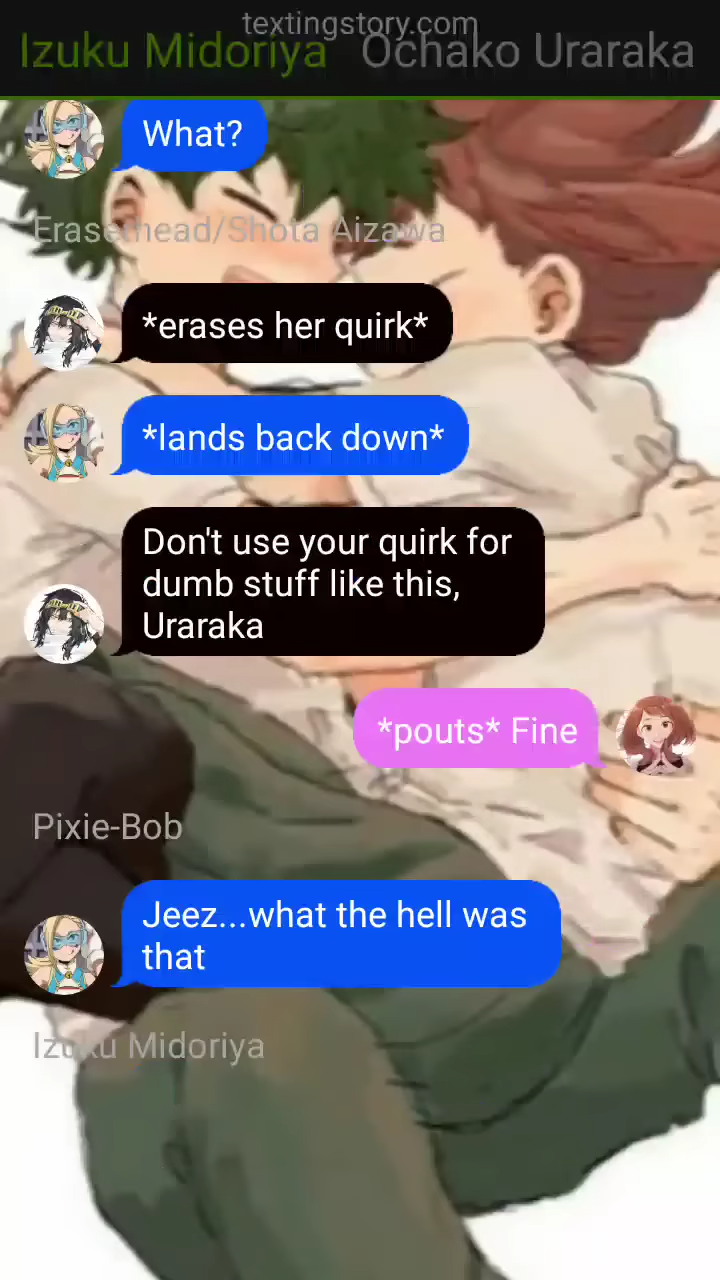 textingstory.com
Izuku Midoriya Ochako Uraraka
What?
Erasethead/Shota Aizawa
*erases her quirk*
*lands back down*
Don't use your quirk for
dumb stuff like this,
Uraraka
*pouts* Fine
Pixie-Bob
Jeez...what the hell was
that
Izuku Midoriya